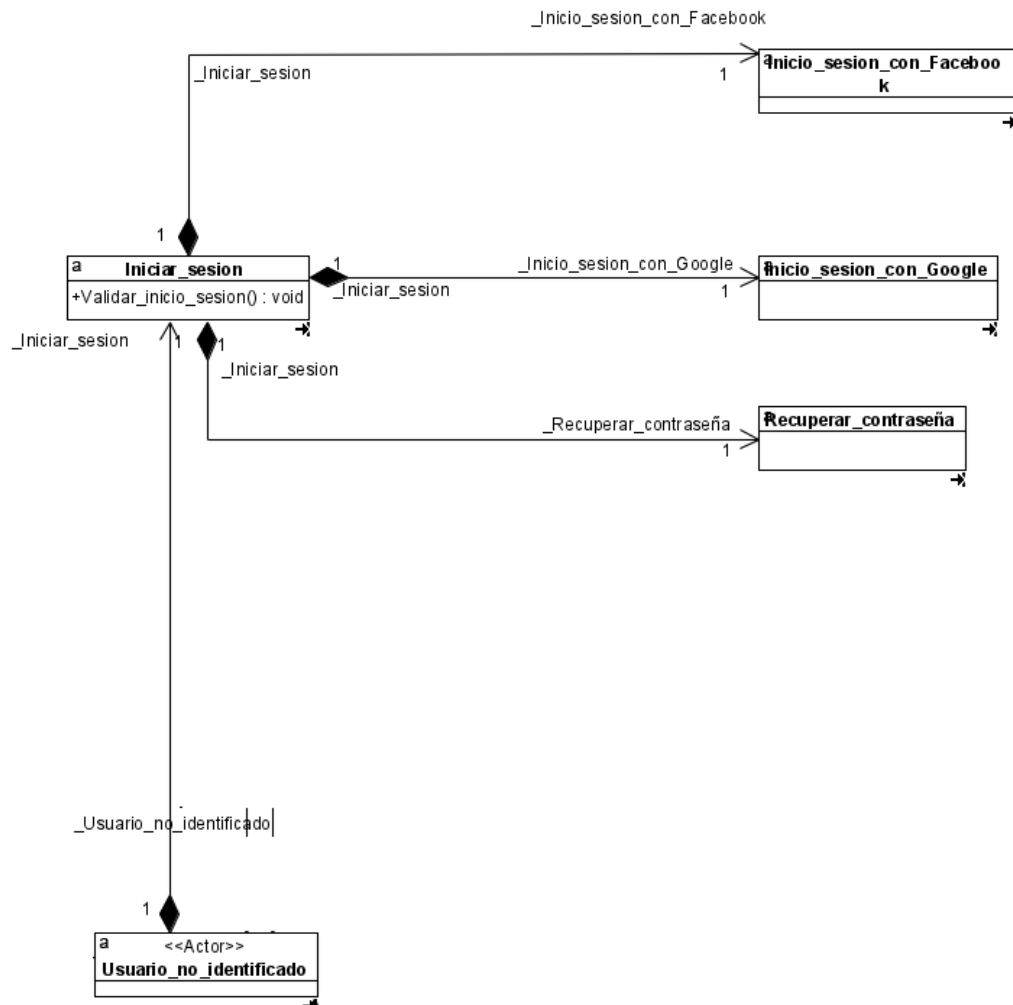 _Inicio_sesion_con_Facebook
_Iniciar_sesion
1
a
Inicio_sesion_con_Faceboo
k
1
1
_Inicio_sesion_con_Google
a
Iniciar_sesion
_Iniciar_sesion
1
a
Inicio_sesion_con_Google
+Validar_inicio_sesion() : void
_Iniciar_sesion
1
1
_Iniciar_sesion
_Recuperar_contraseña
1
a
Recuperar_contraseña
_Usuario_no_identificado
1
a
<<Actor>>
Usuario_no_identificado